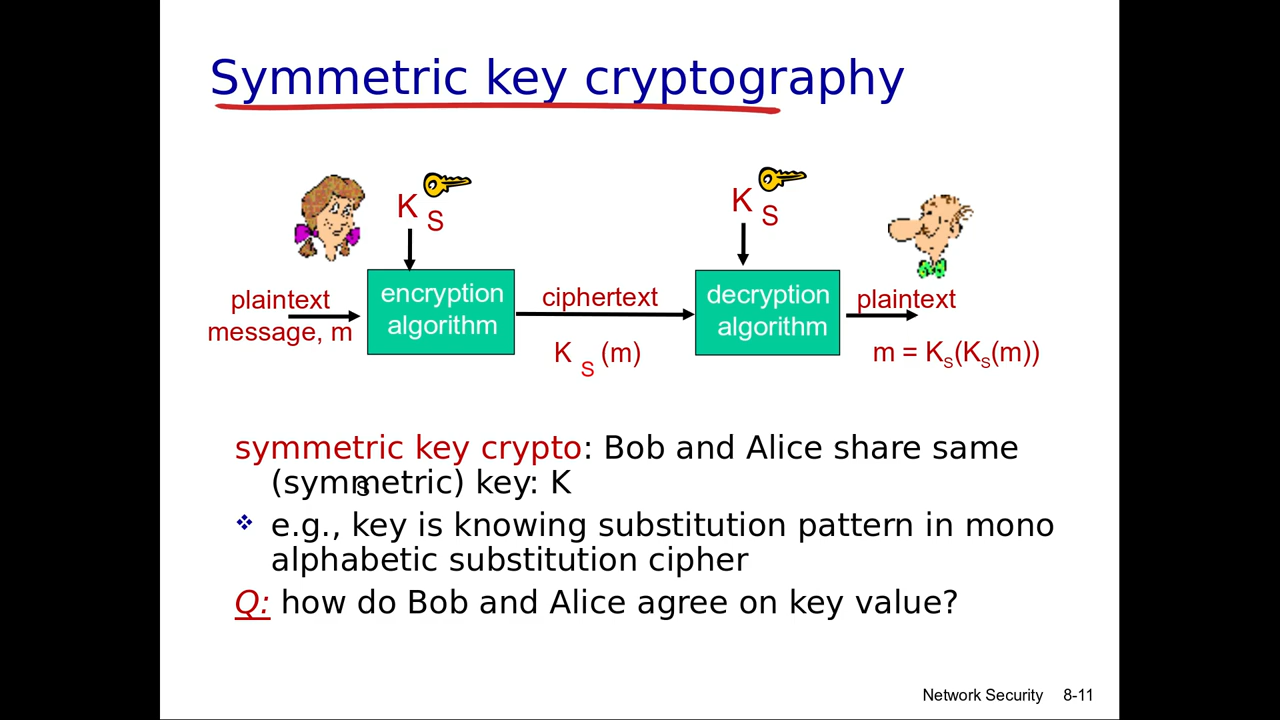 Symmetric key cryptography
K S
K S
plaintext
message, m
encryption
algorithm
ciphertext
K S (m)
decryption
algorithm
plaintext
m = KS(KS(m))
symmetric key crypto: Bob and Alice share same
(symmetric) key: K
S
e.g., key is knowing substitution pattern in mono
alphabetic substitution cipher
Q: how do Bob and Alice agree on key value?
Network Security 8-11